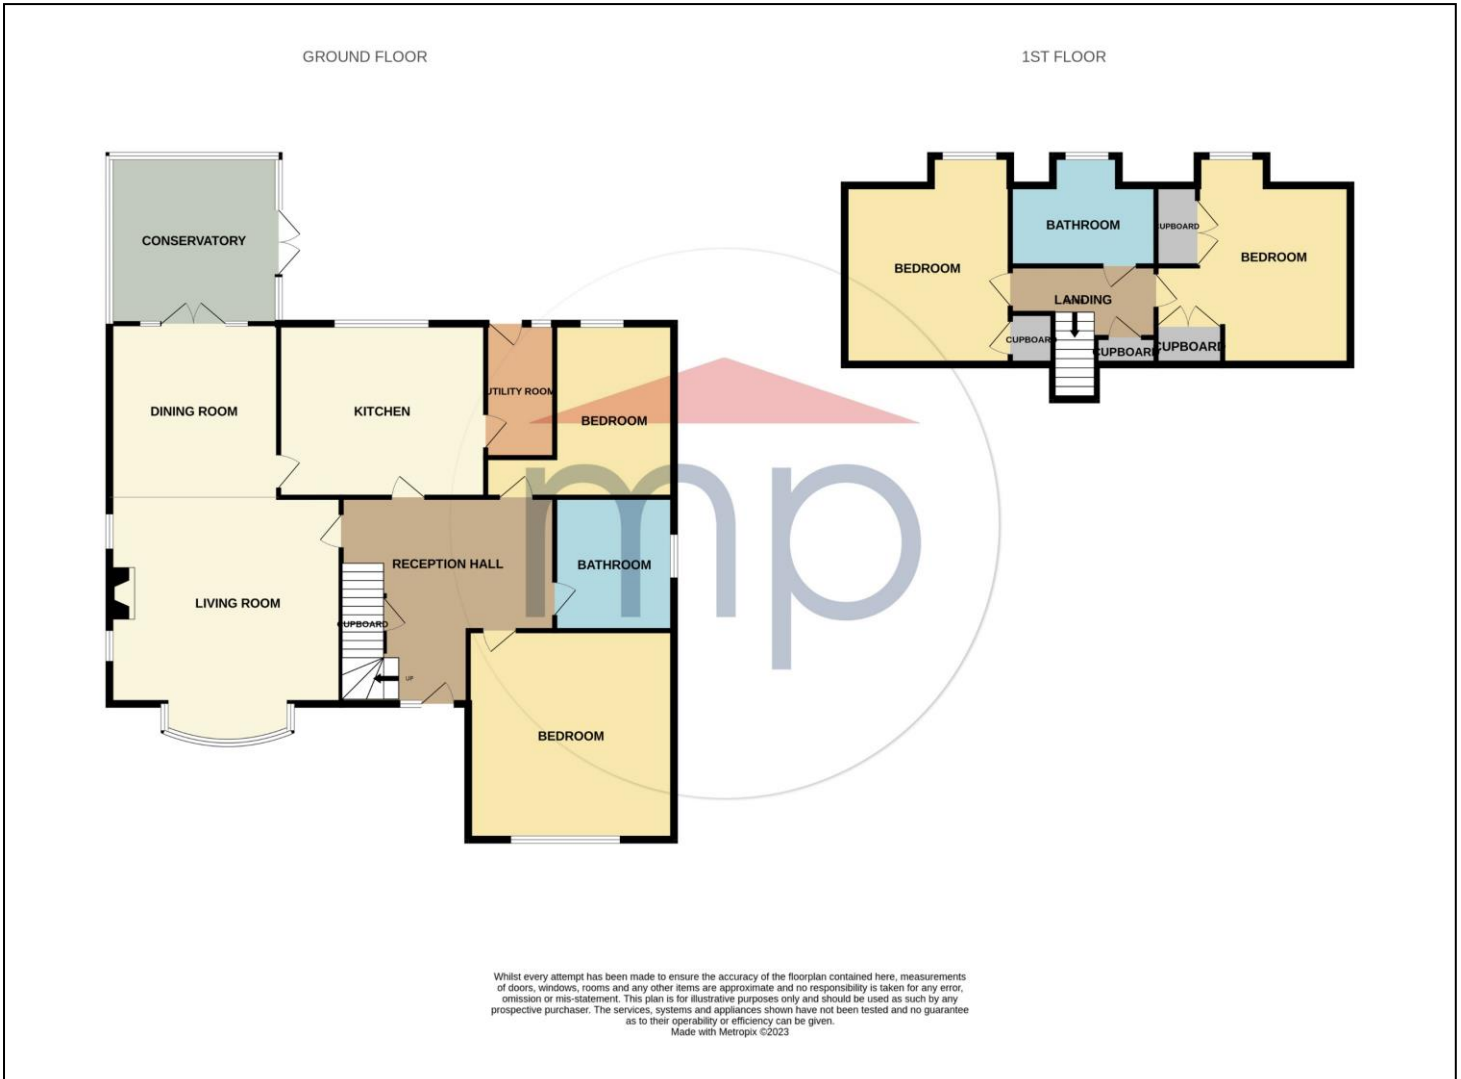 GROUND FLOOR
1ST FLOOR
CONSERVATORY
DINING ROOM
KITCHEN
UTILITY ROOM
BEDROOM
RECEPTION HALL
BATHROOM
LIVING ROOM
CUPBOARD
UP
BEDROOM
BEDROOM
BATHROOM
UPBOARD
BEDROOM
LANDING
CUPBOARD
CUPBOARD
CUPBOARD
mp
Whilst every attempt has been made to ensure the accuracy of the floorplan contained here, measurements
of doors, windows, rooms and any other items are approximate and no responsibility is taken for any error,
omission or mis-statement. This plan is for illustrative purposes only and should be used as such by any
prospective purchaser. The services, systems and appliances shown have not been tested and no guarantee
as to their operability or efficiency can be given.
Made with Metropix ©2023